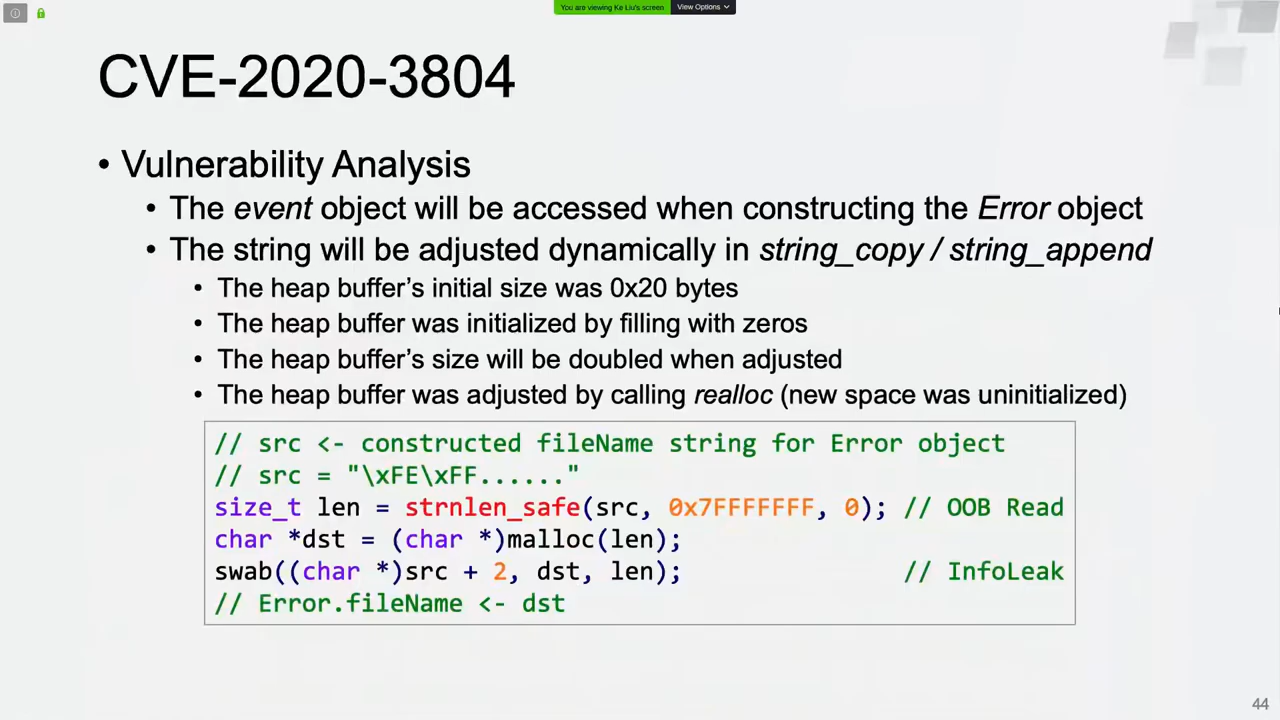 You are viewing Ke Liu's screen
View Options
CVE-2020-3804
• Vulnerability Analysis
• The event object will be accessed when constructing the Error object
• The string will be adjusted dynamically in string_copy / string_append
• The heap buffer’s initial size was 0x20 bytes
• The heap buffer was initialized by filling with zeros
• The heap buffer’s size will be doubled when adjusted
• The heap buffer was adjusted by calling realloc (new space was uninitialized)
// src <- constructed fileName string for Error object
// src = "\xFE\xFF......"
size_t len = strnlen_safe(src, 0x7FFFFFFF, 0); // OOB Read
char *dst = (char *)malloc(len);
swab((char *)src + 2, dst, len); // InfoLeak
// Error.fileName <- dst
44